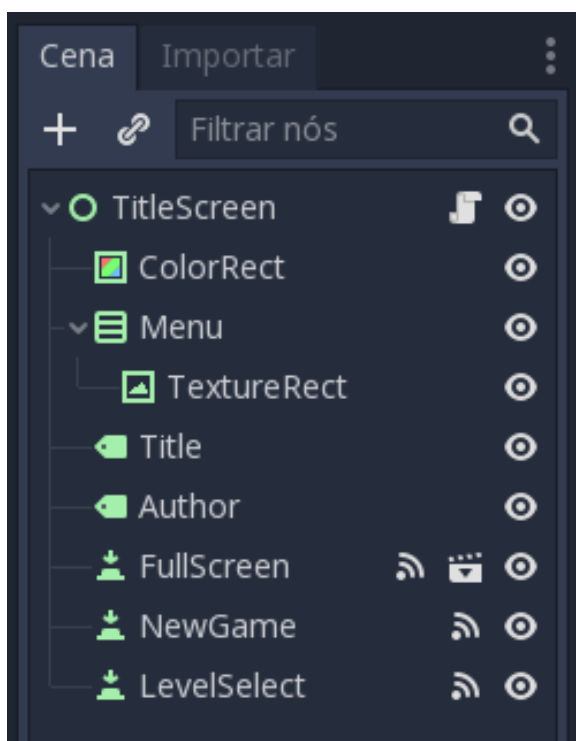 Cena Importar
Filtrar nós
TitleScreen
ColorRect
Menu
TextureRect
Title
Author
FullScreen
NewGame
LevelSelect